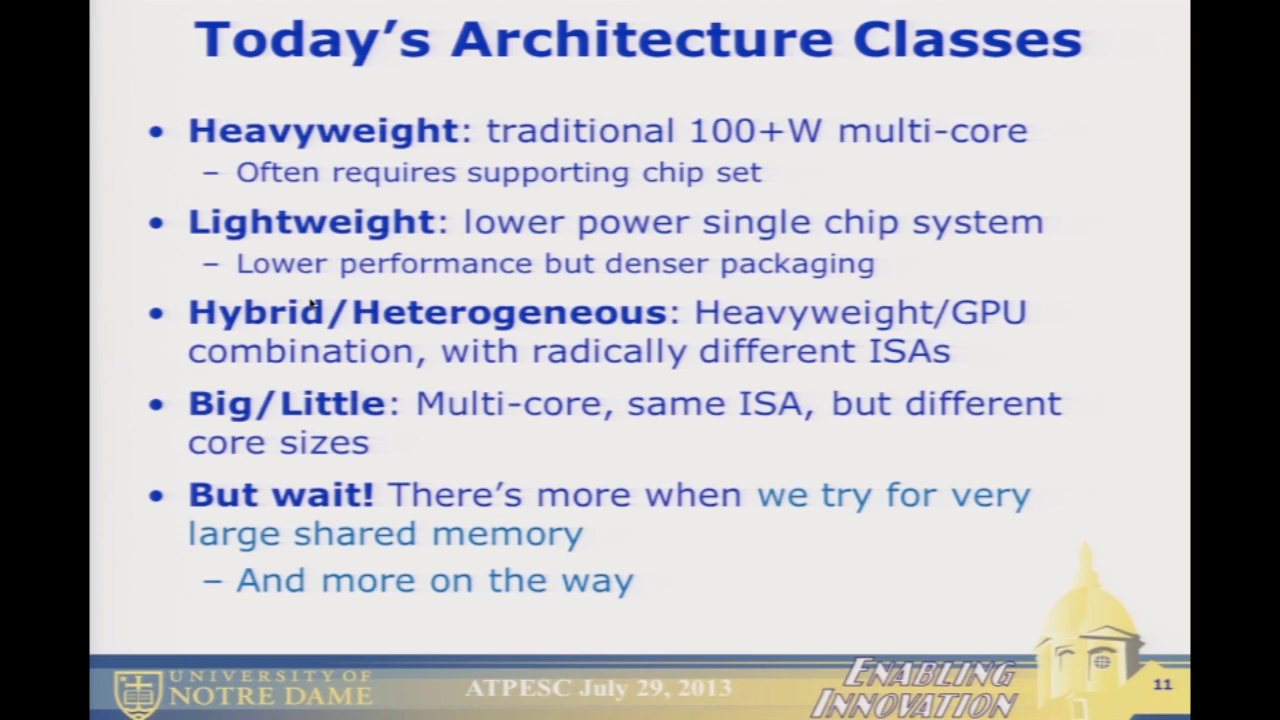 Today's Architecture Classes
• Heavyweight: traditional 100+W multi-core
– Often requires supporting chip set
• Lightweight: lower power single chip system
– Lower performance but denser packaging
• Hybrid/Heterogeneous: Heavyweight/GPU
combination, with radically different ISAs
• Big/Little: Multi-core, same ISA, but different
core sizes
• But wait! There's more when we try for very
large shared memory
– And more on the way
UNIVERSITY OF
NOTRE DAME
ATPESC July 29, 2013
ENABLING
INNOVATION
11